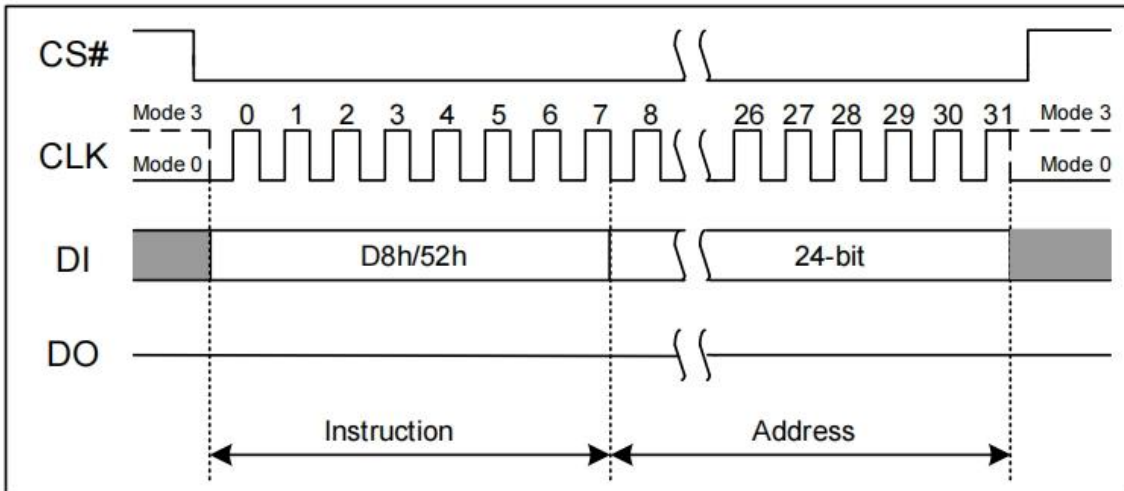 CS#
Mode 3 0 1 2 3 4 5 6 7 8 26 27 28 29 30 31 Mode 3
CLK
Mode 0 Mode 0
DI D8h/52h 24-bit
DO
Instruction Address